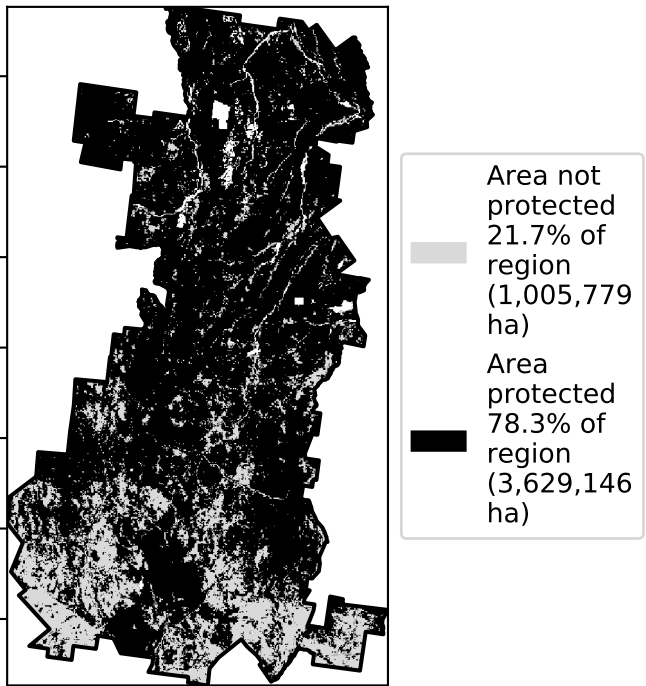 Area not
protected
21.7% of
region
(1,005,779
ha)
Area
protected
78.3% of
region
(3,629,146
ha)